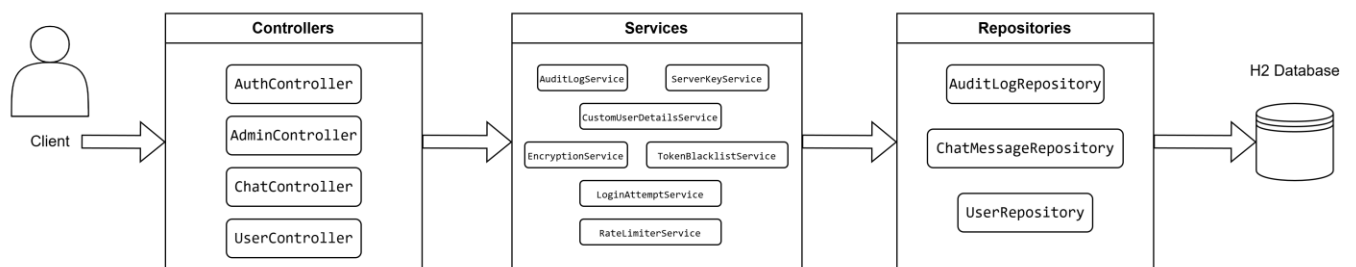 Client
Controllers
AuthController
AdminController
ChatController
UserController
Services
AuditLogService
ServerKeyService
CustomUserDetailsService
EncryptionService
TokenBlacklistService
LoginAttemptService
RateLimiterService
Repositories
AuditLogRepository
ChatMessageRepository
UserRepository
H2 Database